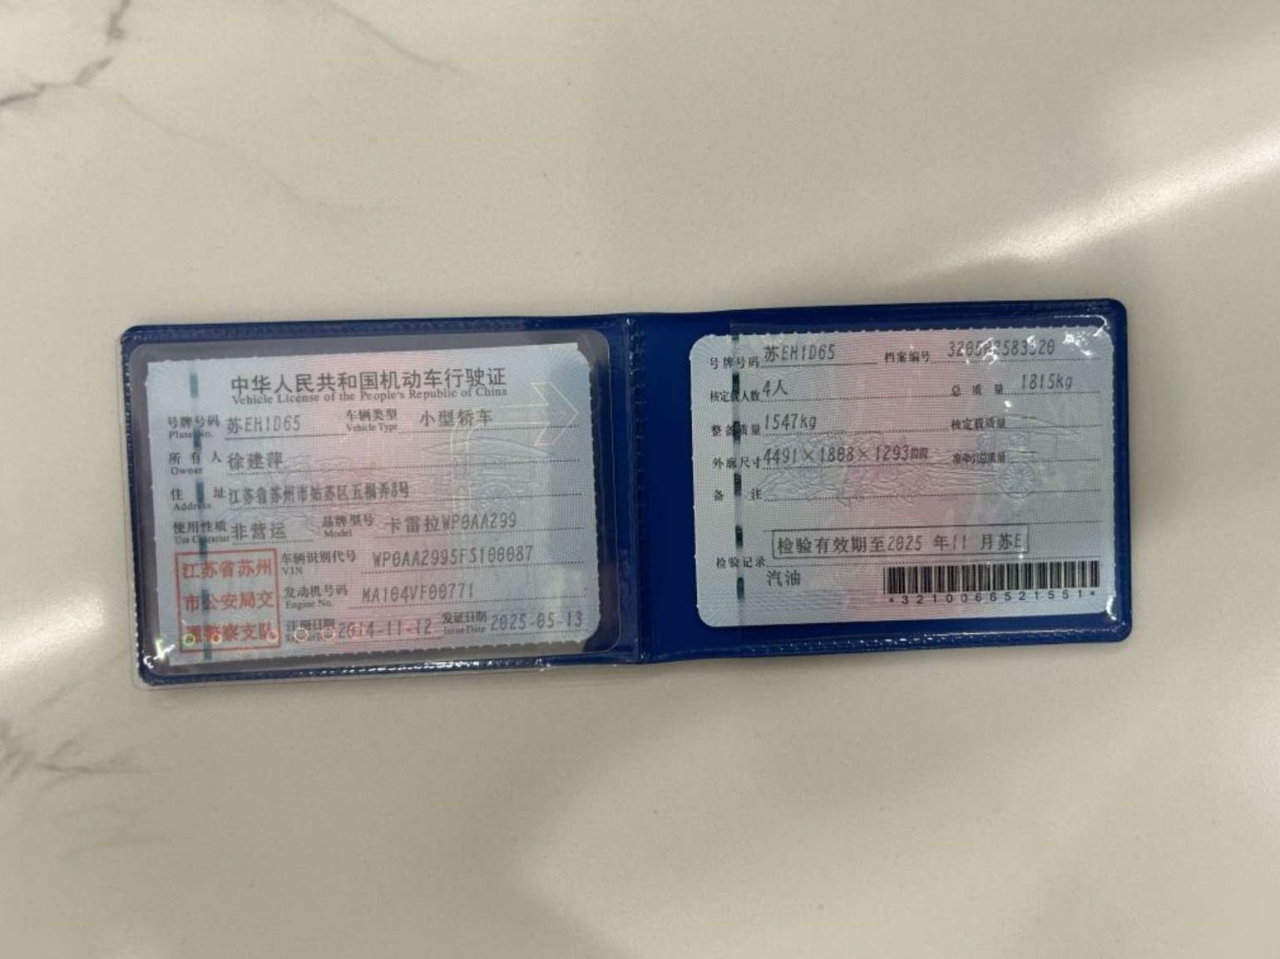 中华人民共和国机动车行驶证
Vehicle License of the People's Republic of China
号牌号码 苏EH1D65 车辆类型 小型轿车
Plate No. Vehicle Type
所有人 徐建萍
Owner
住 址 江苏省苏州市姑苏区五福弄8号
Address
使用性质 非营运 品牌型号 卡雷拉WP0AA299
Use Character Model
江苏省苏州
市公安局交
警察支队
车辆识别代号 WP0AA2995FS100087
VIN
发动机号码 MA104VF00771
Engine No.
注册日期 2014-11-12 发证日期 2025-05-13
Issue Date
号牌号码 苏EH1D65 档案编号
核定载人数 4人 总质量 1815kg
整备质量 1547kg 核定载质量
外廓尺寸 4491×1808×1293mm 准牵引总质量
备 注
检验有效期至2025年11月苏E
检验记录
汽油
*3210066521551*